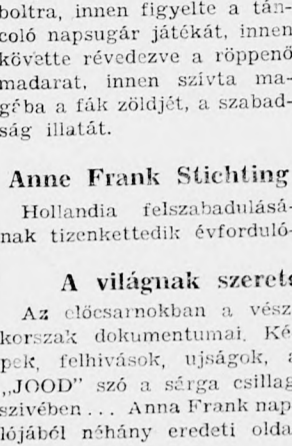 boltra, innen figyelte a tán-
coló napsugár játékát, innen
követte révedezve a röppenő
madarat, innen szívta ma-
gába a fák zöldjét, a szabad-
ság illatát.
Anne Frank Stichting
Hollandia felszabadulásá-
nak tizenkettedik évforduló-
A világnak szerete
Az előcsarnokban a vész
korszak dokumentumai. Ké
pek, felhivások, ujságok, a
„JOOD” szó a sárga csillag
szivében... Anna Frank nap
lójából néhány eredeti olda